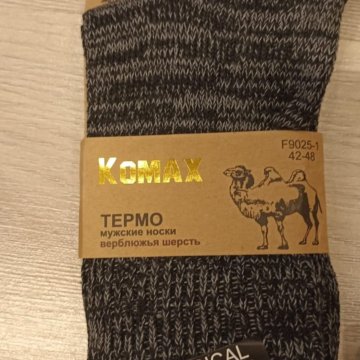 F9025-1
42-48
KOMAX
ТЕРМО
мужские носки
верблюжья шерсть